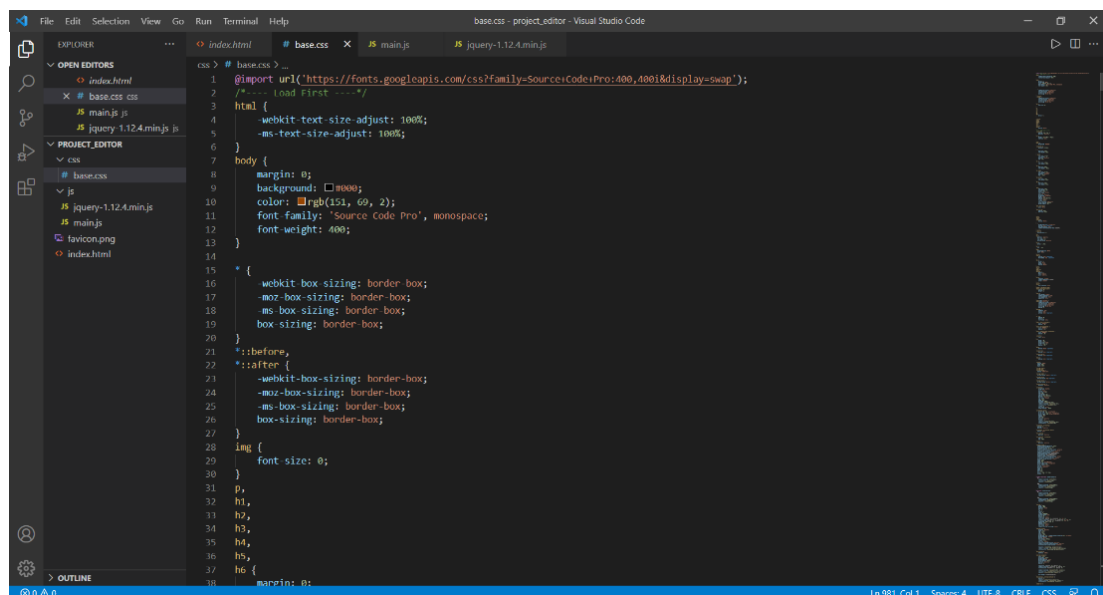 File Edit Selection View Go Run Terminal Help base.css - project_editor - Visual Studio Code
EXPLORER ···
OPEN EDITORS
index.html
# base.css css
JS main.js js
JS jquery-1.12.4.min.js js
PROJECT_EDITOR
css
# base.css
js
JS jquery-1.12.4.min.js
JS main.js
favicon.png
index.html
OUTLINE
index.html # base.css JS main.js JS jquery-1.12.4.min.js
css > # base.css > ...
1 @import url('https://fonts.googleapis.com/css?family=Source+Code+Pro:400,400i&display=swap');
2 /*---- Load First ----*/
3 html {
4 -webkit-text-size-adjust: 100%;
5 -ms-text-size-adjust: 100%;
6 }
7 body {
8 margin: 0;
9 background: #000;
10 color: rgb(151, 69, 2);
11 font-family: 'Source Code Pro', monospace;
12 font-weight: 400;
13 }
14
15 * {
16 -webkit-box-sizing: border-box;
17 -moz-box-sizing: border-box;
18 -ms-box-sizing: border-box;
19 box-sizing: border-box;
20 }
21 *::before,
22 *::after {
23 -webkit-box-sizing: border-box;
24 -moz-box-sizing: border-box;
25 -ms-box-sizing: border-box;
26 box-sizing: border-box;
27 }
28 img {
29 font-size: 0;
30 }
31 p,
32 h1,
33 h2,
34 h3,
35 h4,
36 h5,
37 h6 {
38 margin: 0;
0 0 Ln 981, Col 1 Spaces: 4 UTF-8 CRLF CSS